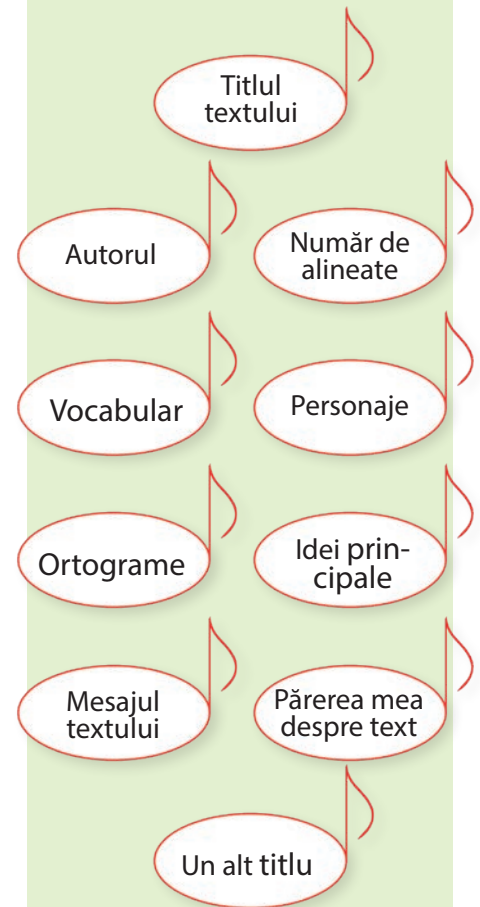 Titlul
textului
Autorul
Număr de
alineate
Vocabular
Personaje
Ortograme
Idei prin-
cipale
Mesajul
textului
Părerea mea
despre text
Un alt titlu